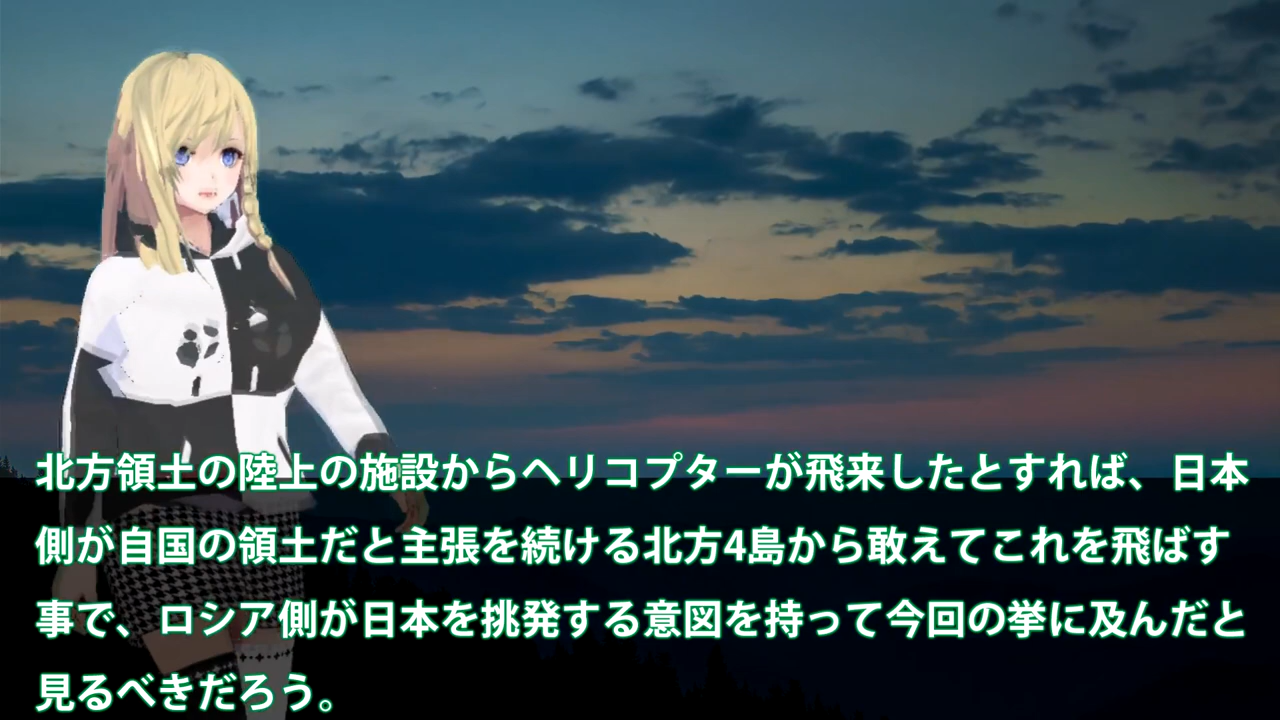 北方領土の陸上の施設からヘリコプターが飛来したとすれば、日本
側が自国の領土だと主張を続ける北方4島から敢えてこれを飛ばす
事で、ロシア側が日本を挑発する意図を持って今回の挙に及んだと
見るべきだろう。